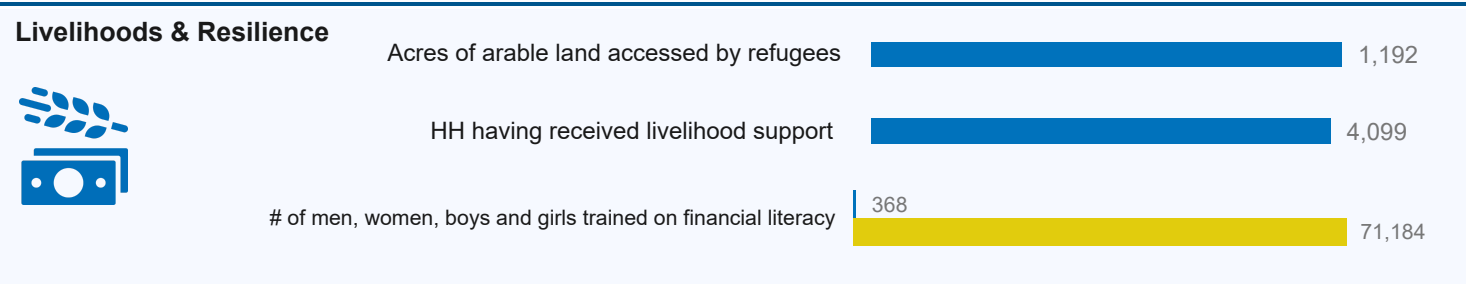 Livelihoods & Resilience
Acres of arable land accessed by refugees
1,192
HH having received livelihood support
4,099
# of men, women, boys and girls trained on financial literacy
368
71,184